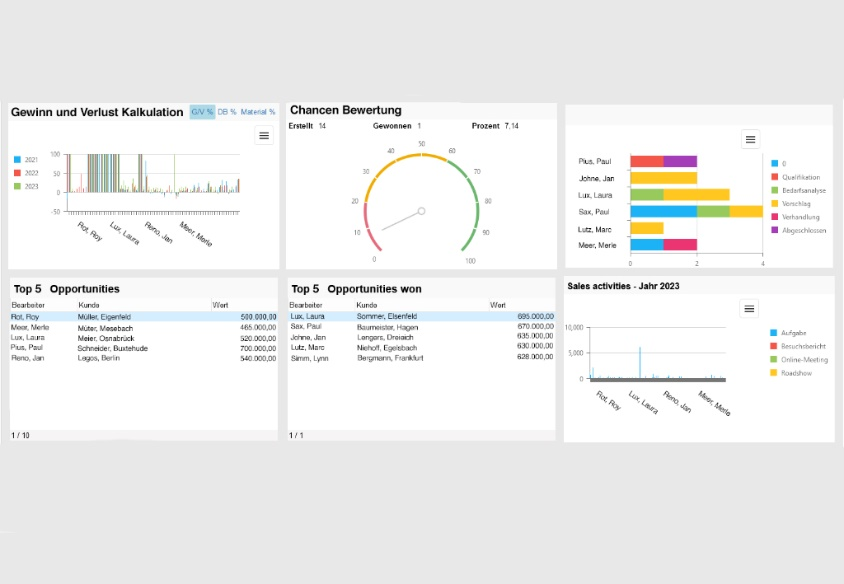 Gewinn und Verlust Kalkulation G/V % DB % Material %
2021
2022
2023
100
50
0
-50
Rot, Roy
Lux, Laura
Reno, Jan
Meer, Merle
Chancen Bewertung
Erstellt 14 Gewonnen 1 Prozent 7,14
0
10
20
30
40
50
60
70
80
90
100
Pius, Paul
Johne, Jan
Lux, Laura
Sax, Paul
Lutz, Marc
Meer, Merle
0
2
4
0
Qualifikation
Bedarfsanalyse
Vorschlag
Verhandlung
Abgeschlossen
Top 5 Opportunities
Bearbeiter Kunde Wert
Rot, Roy Müller, Eigenfeld 500.000,00
Meer, Merle Müter, Mesebach 465.000,00
Lux, Laura Meier, Osnabrück 520.000,00
Pius, Paul Schneider, Buxtehude 700.000,00
Reno, Jan Lagos, Berlin 540.000,00
1 / 10
Top 5 Opportunities won
Bearbeiter Kunde Wert
Lux, Laura Sommer, Elsenfeld 695.000,00
Sax, Paul Baumeister, Hagen 670.000,00
Johne, Jan Lengers, Dreieich 635.000,00
Lutz, Marc Niehoff, Egelsbach 630.000,00
Simm, Lynn Bergmann, Frankfurt 628.000,00
1 / 1
Sales activities - Jahr 2023
10,000
5,000
0
Rot, Roy
Lux, Laura
Reno, Jan
Meer, Merle
Aufgabe
Besuchsbericht
Online-Meeting
Roadshow